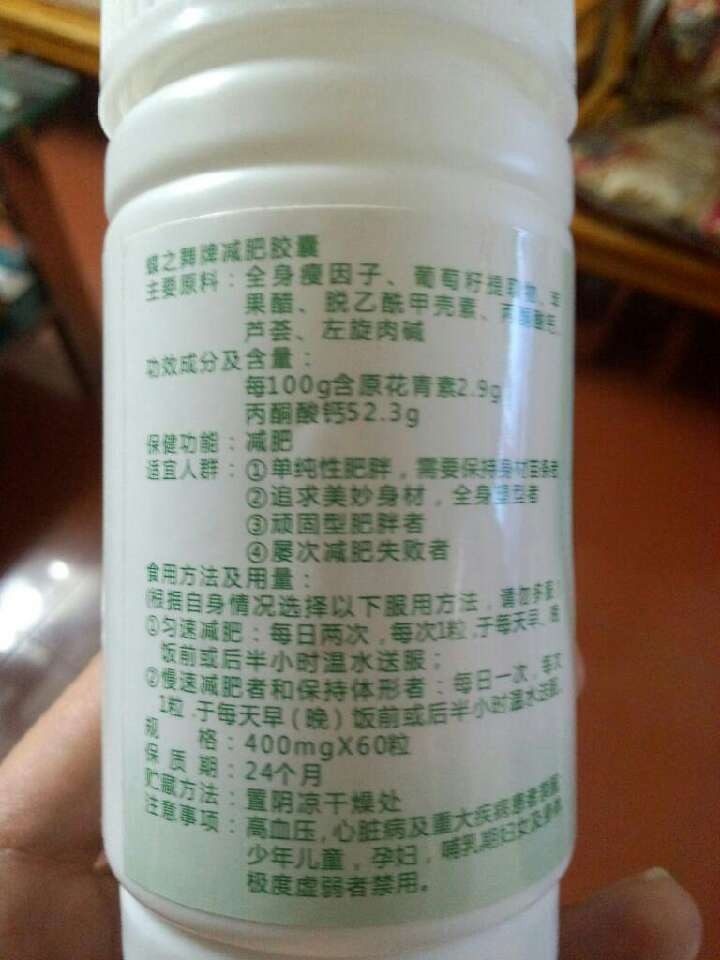 蝶之舞牌减肥胶囊
主要原料：全身瘦因子、葡萄籽提取物、苹
果醋、脱乙酰甲壳素、丙酮酸钙、
芦荟、左旋肉碱
功效成分及含量：
每100g含原花青素2.9g
丙酮酸钙52.3g
保健功能：减肥
适宜人群：①单纯性肥胖，需要保持身材苗条者
②追求美妙身材，全身塑型者
③顽固型肥胖者
④屡次减肥失败者
食用方法及用量：
(根据自身情况选择以下服用方法，请勿多服)
①匀速减肥：每日两次，每次1粒,于每天早、晚
饭前或后半小时温水送服；
②慢速减肥者和保持体形者：每日一次，每次
1粒,于每天早（晚）饭前或后半小时温水送服。
规 格：400mgX60粒
保 质 期：24个月
贮藏方法：置阴凉干燥处
注意事项：高血压,心脏病及重大疾病患者
少年儿童，孕妇，哺乳期妇女及
极度虚弱者禁用。